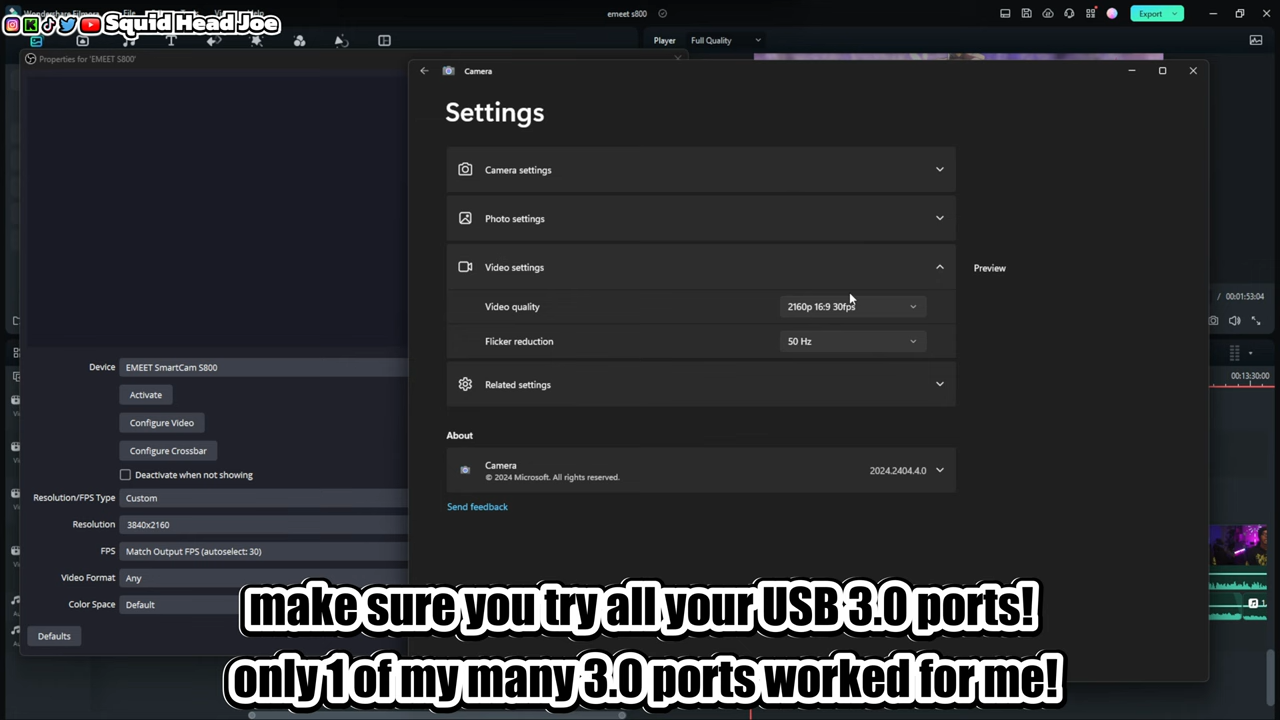 Wondershare Filmora
File
Help
emeet s800
Export
Squid Head Joe
Player
Full Quality
Properties for 'EMEET S800'
Camera
Settings
Camera settings
Photo settings
Video settings
Preview
Video quality
2160p 16:9 30fps
Flicker reduction
50 Hz
Related settings
About
Camera
© 2024 Microsoft. All rights reserved.
2024.2404.4.0
Send feedback
/ 00:01:53:04
00:13:30:00
Device
EMEET SmartCam S800
Activate
Configure Video
Configure Crossbar
Deactivate when not showing
Resolution/FPS Type
Custom
Resolution
3840x2160
FPS
Match Output FPS (autoselect: 30)
Video Format
Any
Color Space
Default
Defaults
make sure you try all your USB 3.0 ports!
only 1 of my many 3.0 ports worked for me!